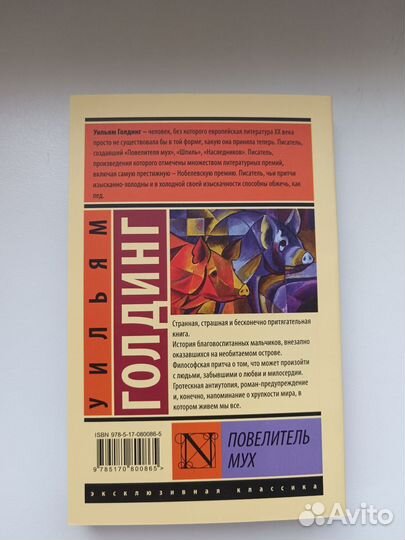 Уильям Голдинг – человек, без которого европейская литература XX века
просто не существовала бы в той форме, какую она приняла теперь. Писатель,
создавший «Повелителя мух», «Шпиль», «Наследников». Писатель,
произведения которого отмечены множеством литературных премий,
включая самую престижную – Нобелевскую премию. Писатель, чьи притчи
изысканно-холодны и в холодной своей изысканности способны обжечь, как
лед.
УИЛЬЯМ
ГОЛДИНГ
Странная, страшная и бесконечно притягательная
книга.
История благовоспитанных мальчиков, внезапно
оказавшихся на необитаемом острове.
Философская притча о том, что может произойти
с людьми, забывшими о любви и милосердии.
Гротескная антиутопия, роман-предупреждение
и, конечно, напоминание о хрупкости мира, в
котором живем мы все.
ISBN 978-5-17-080086-5
9 785170 800865 >
N
ПОВЕЛИТЕЛЬ
МУХ
эксклюзивная классика
Avito